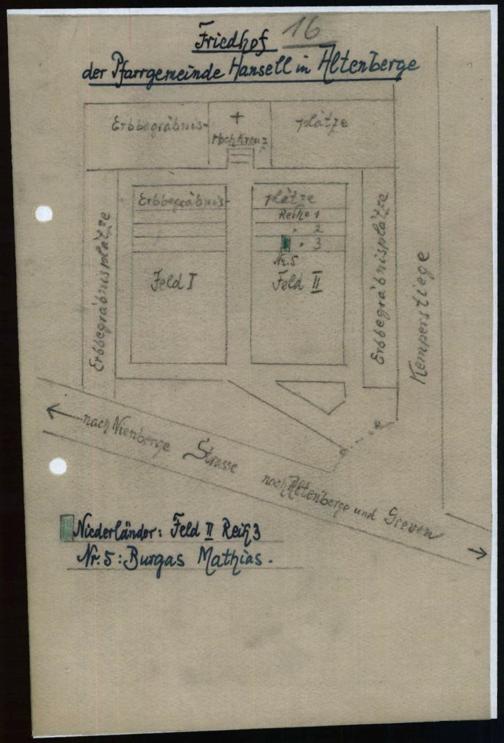 Friedhof 16
der Pfarrgemeinde Hansell in Altenberge
Erbbegräbnis-
+
Hochkreuz
plätze
Erbbegräbnisplätze
Erbbegräbnis-
plätze
Reihe 1
" 2
" 3
Nr. 5
Feld I
Feld II
Erbbegräbnisplätze
Kemperstiege
nach Nienberge
Strasse
nach Altenberge und Greven
Niederländer: Feld II Reih 3
Nr. 5: Burgas Mathias.